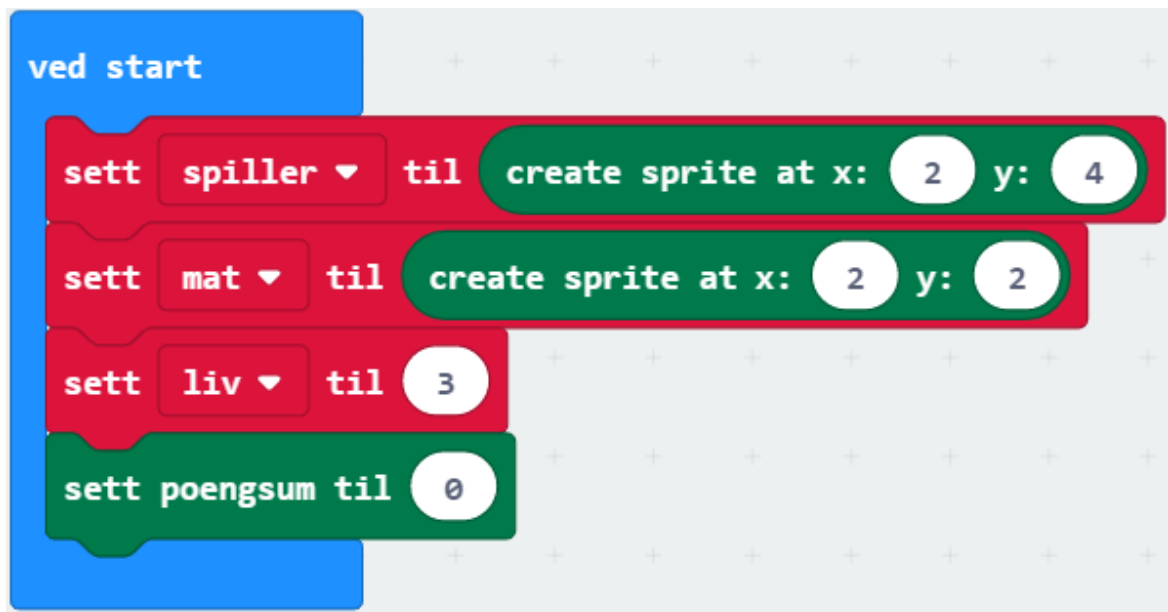 ved start
sett spiller til create sprite at x: 2 y: 4
sett mat til create sprite at x: 2 y: 2
sett liv til 3
sett poengsum til 0